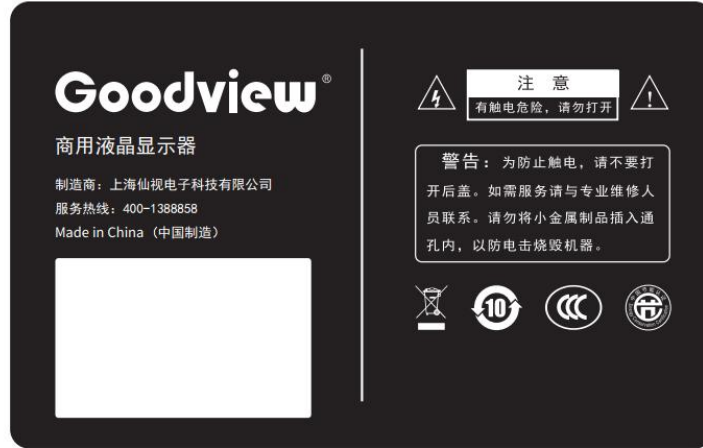 Goodview®
商用液晶显示器
制造商：上海仙视电子科技有限公司
服务热线：400-1388858
Made in China（中国制造）
注 意
有触电危险，请勿打开
警告：为防止触电，请不要打
开后盖。如需服务请与专业维修人
员联系。请勿将小金属制品插入通
孔内，以防电击烧毁机器。
10
CCC